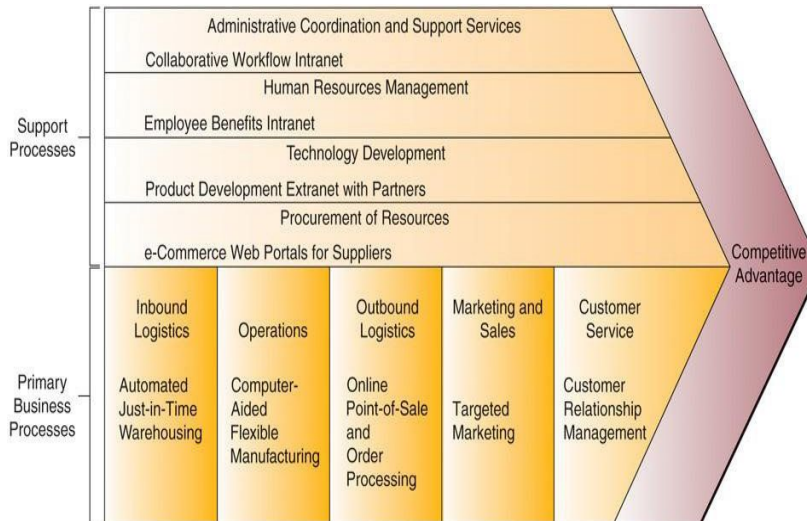 Administrative Coordination and Support Services
Collaborative Workflow Intranet
Human Resources Management
Employee Benefits Intranet
Technology Development
Product Development Extranet with Partners
Procurement of Resources
e-Commerce Web Portals for Suppliers
Support
Processes
Competitive
Advantage
Primary
Business
Processes
Inbound
Logistics
Automated
Just-in-Time
Warehousing
Operations
Computer-
Aided
Flexible
Manufacturing
Outbound
Logistics
Online
Point-of-Sale
and
Order
Processing
Marketing and
Sales
Targeted
Marketing
Customer
Service
Customer
Relationship
Management